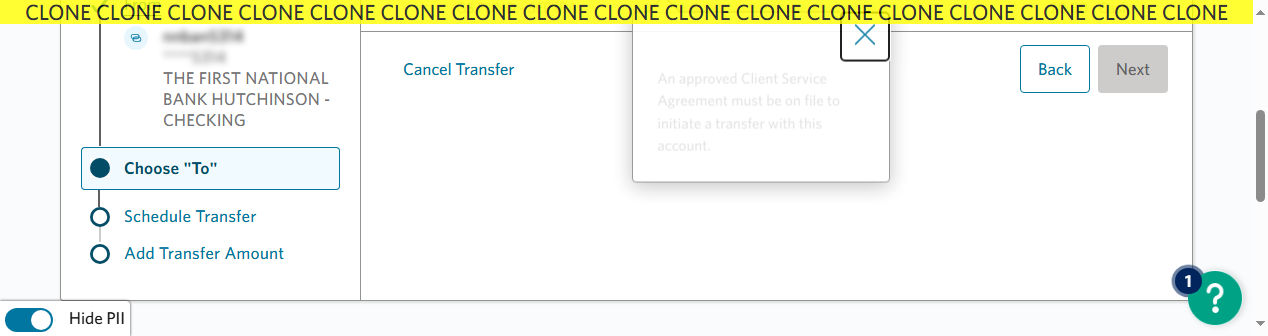 CLONE CLONE CLONE CLONE CLONE CLONE CLONE CLONE CLONE CLONE CLONE CLONE CLONE CLONE CLONE CLONE CLONE
THE FIRST NATIONAL
BANK HUTCHINSON -
CHECKING
Choose "To"
Schedule Transfer
Add Transfer Amount
Cancel Transfer
An approved Client Service
Agreement must be on file to
initiate a transfer with this
account.
Back
Next
1
?
Hide PII